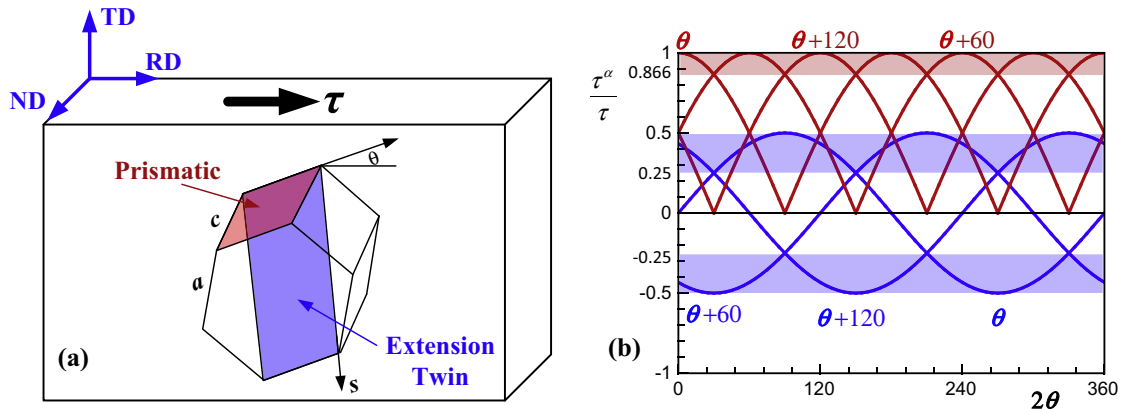 TD
RD
ND
τ
θ
Prismatic
c
a
Extension
Twin
s
(a)
θ θ+120 θ+60
τ^α
τ
1
0.866
0.5
0.25
0
-0.25
-0.5
-1
θ+60 θ+120 θ
0 120 240 360
2θ
(b)